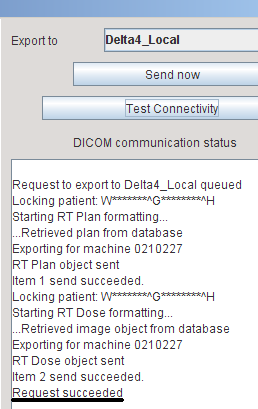 Export to
Delta4_Local
Send now
Test Connectivity
DICOM communication status
Request to export to Delta4_Local queued
Locking patient: W*******^G********^H
Starting RT Plan formatting...
...Retrieved plan from database
Exporting for machine 0210227
RT Plan object sent
Item 1 send succeeded.
Locking patient: W*******^G********^H
Starting RT Dose formatting...
...Retrieved image object from database
Exporting for machine 0210227
RT Dose object sent
Item 2 send succeeded.
Request succeeded